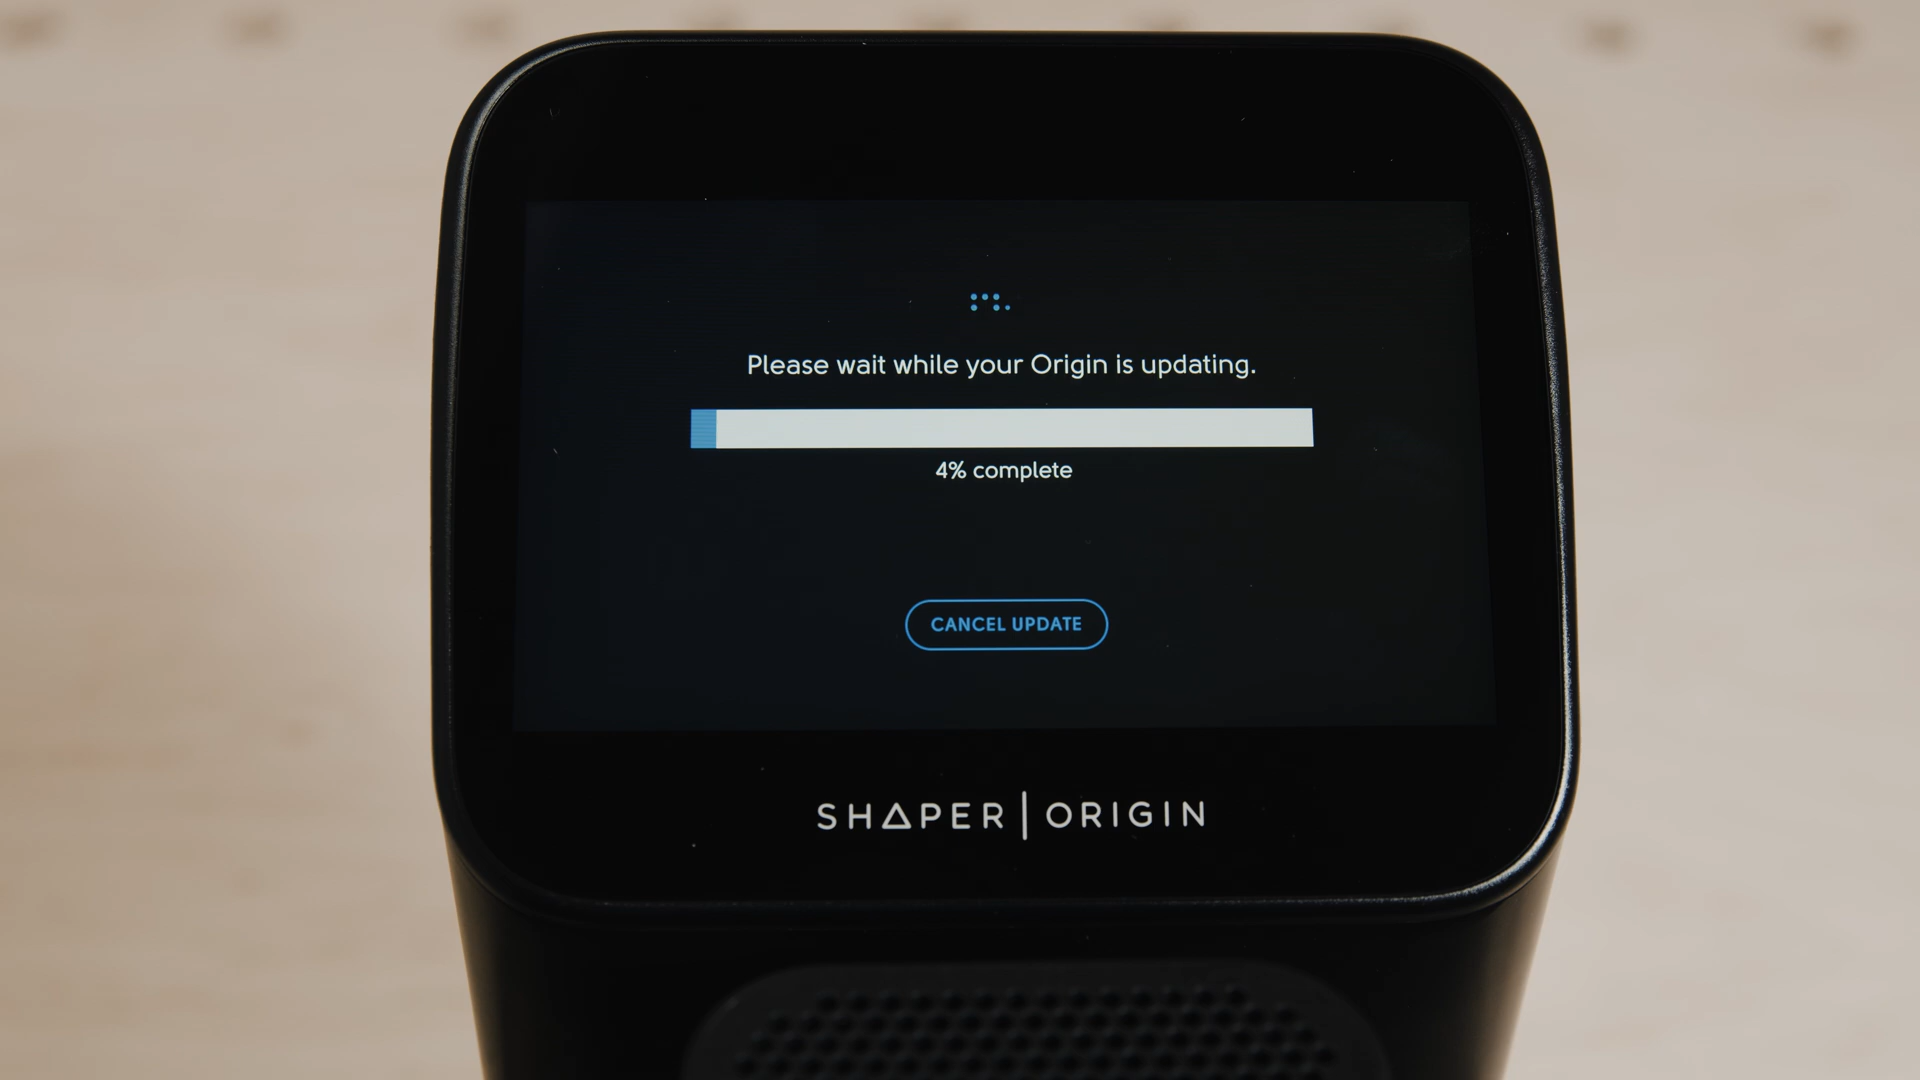 Please wait while your Origin is updating.
4% complete
CANCEL UPDATE
SHAPER | ORIGIN